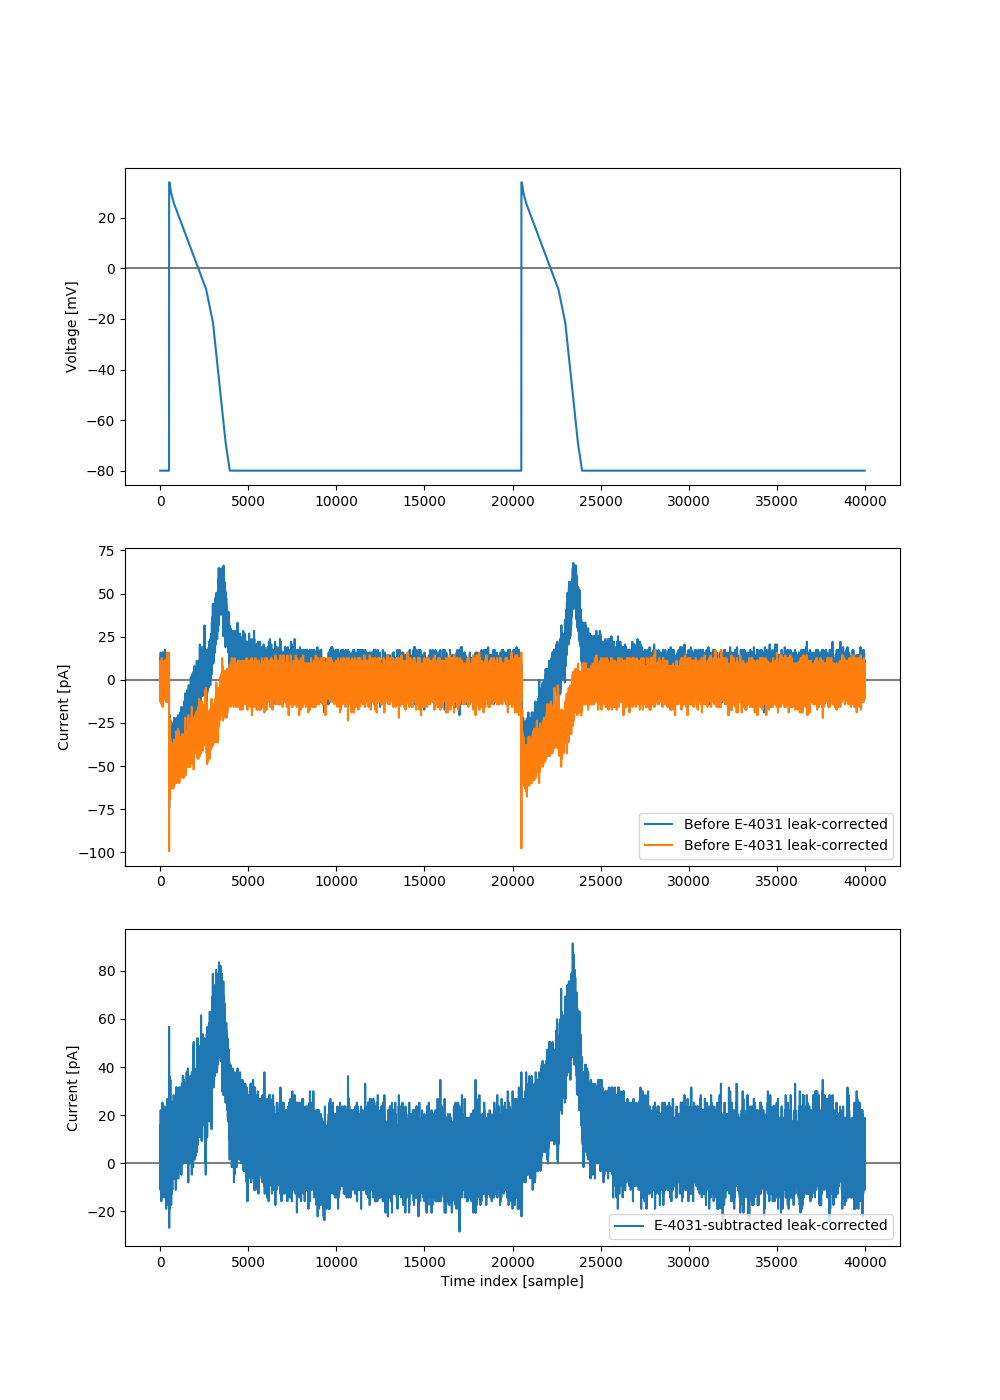 20
0
−20
−40
−60
−80
Voltage [mV]
0 5000 10000 15000 20000 25000 30000 35000 40000
75
50
25
0
−25
−50
−75
−100
Current [pA]
Before E-4031 leak-corrected
Before E-4031 leak-corrected
0 5000 10000 15000 20000 25000 30000 35000 40000
80
60
40
20
0
−20
Current [pA]
E-4031-subtracted leak-corrected
0 5000 10000 15000 20000 25000 30000 35000 40000
Time index [sample]